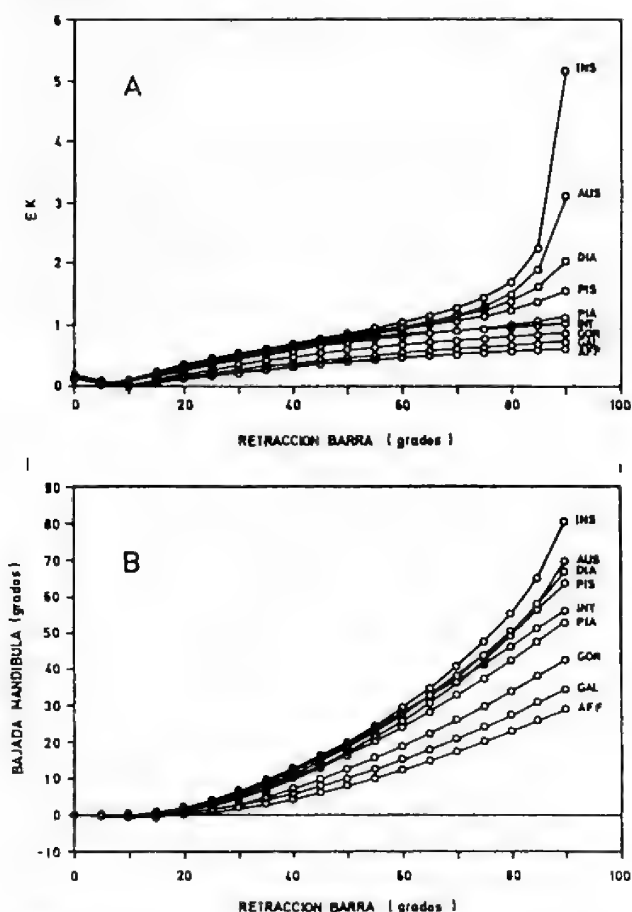 6
5
4
3
2
1
0
EK
A
INS
AUS
DIA
PIS
PIA
INT
GOR
AFF
0 20 40 60 80 100
RETRACCION BARRA ( grados )
90
80
70
60
50
40
30
20
10
0
-10
BAJADA MANDIBULA (grados)
B
INS
AUS
DIA
PIS
INT
PIA
GOR
GAL
AFF
0 20 40 60 80 100
RETRACCION BARRA ( grados )